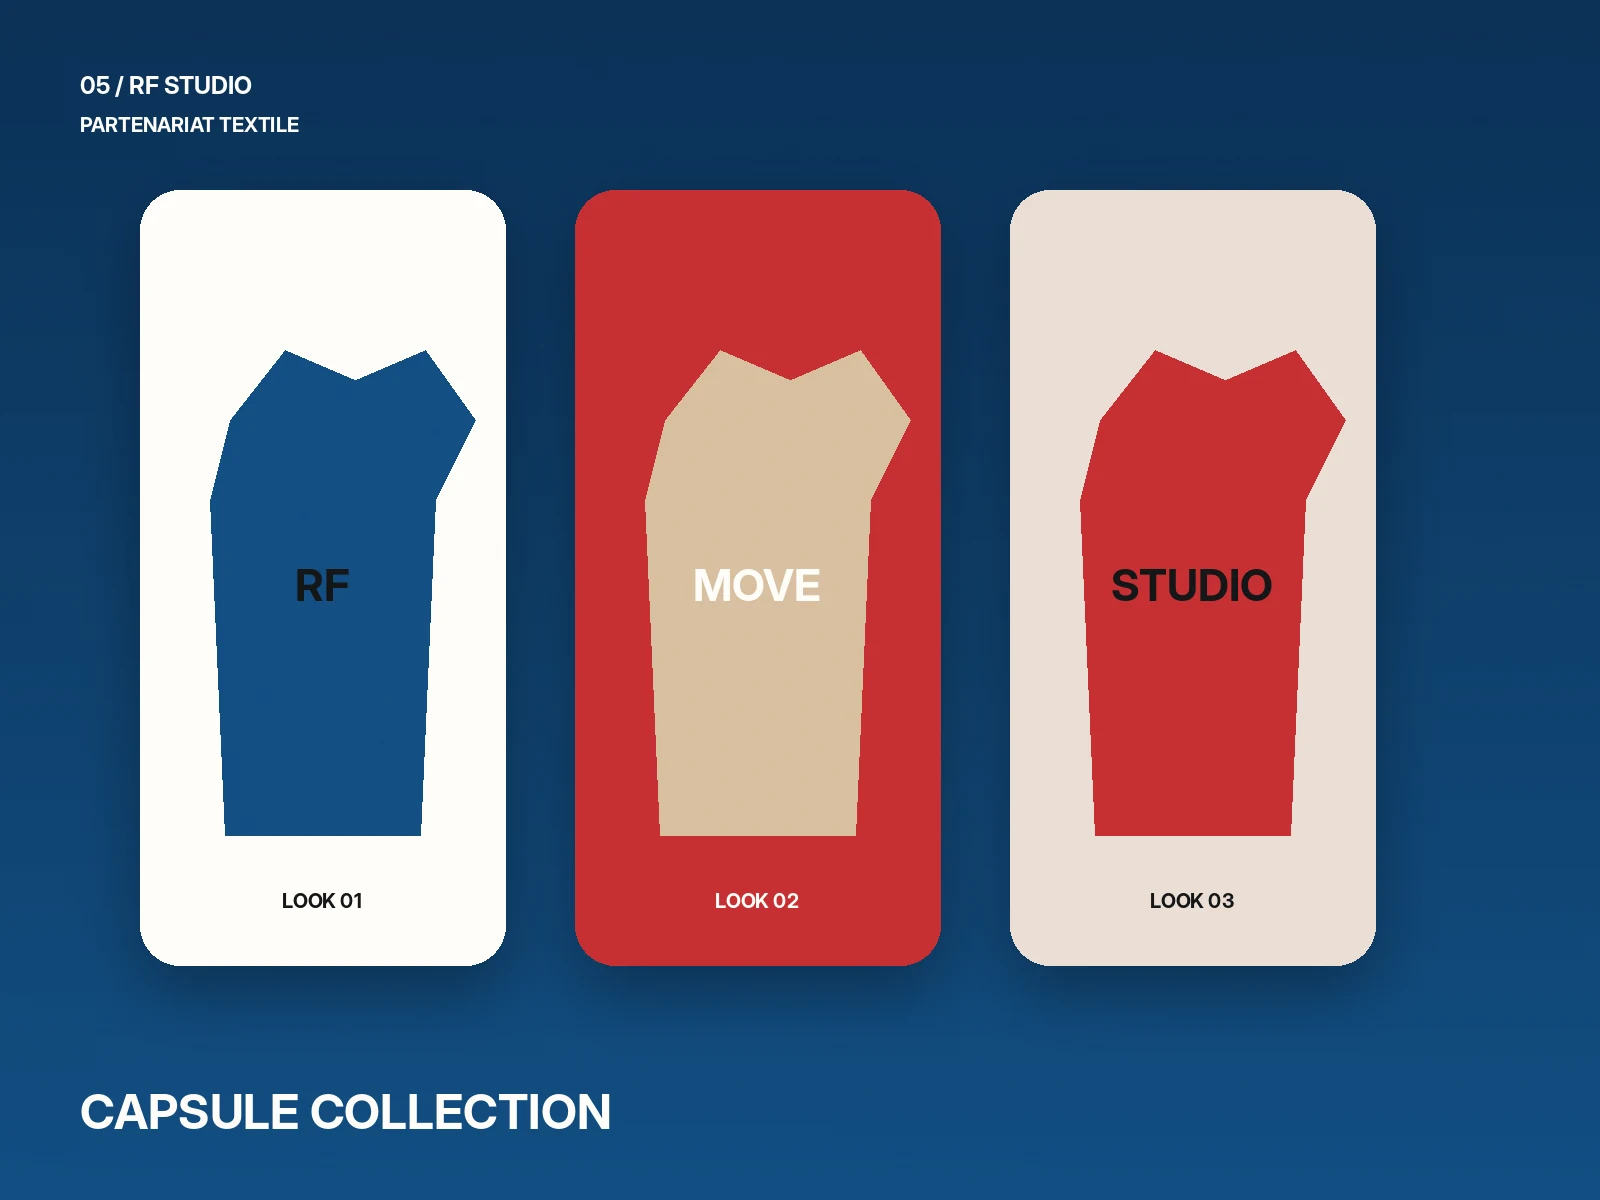 05 / RF STUDIO
PARTENARIAT TEXTILE
RF
MOVE
STUDIO
LOOK 01
LOOK 02
LOOK 03
CAPSULE COLLECTION